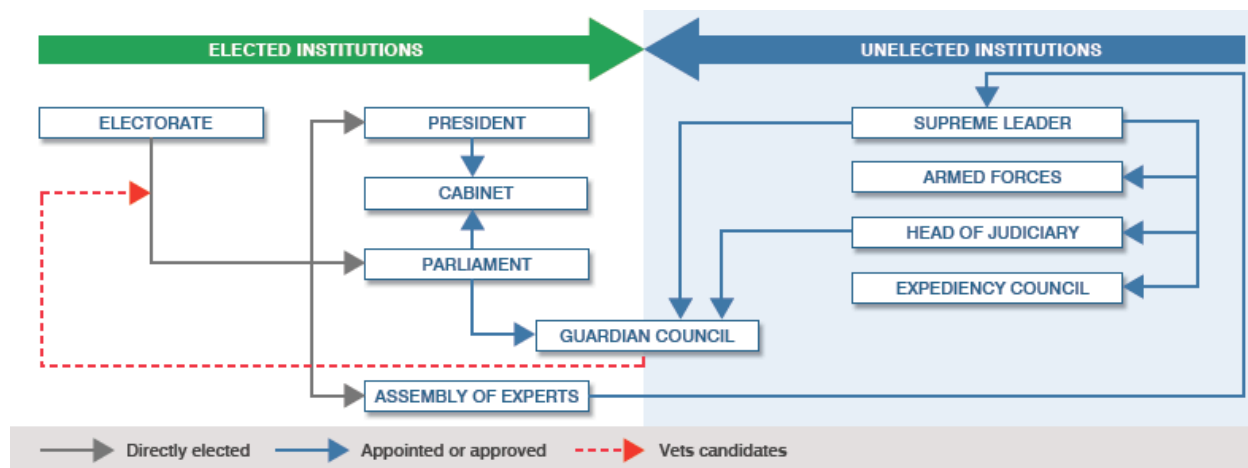 ELECTED INSTITUTIONS
UNELECTED INSTITUTIONS
ELECTORATE
PRESIDENT
SUPREME LEADER
CABINET
ARMED FORCES
HEAD OF JUDICIARY
PARLIAMENT
EXPEDIENCY COUNCIL
GUARDIAN COUNCIL
ASSEMBLY OF EXPERTS
Directly elected
Appointed or approved
Vets candidates